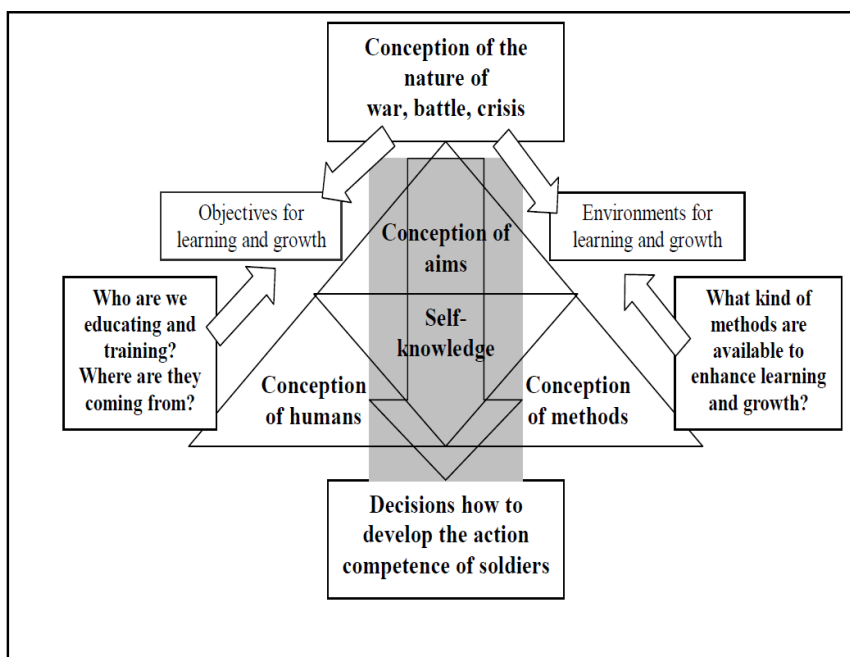 Conception of the
nature of
war, battle, crisis
Objectives for
learning and growth
Environments for
learning and growth
Conception of
aims
Who are we
educating and
training?
Where are they
coming from?
What kind of
methods are
available to
enhance learning
and growth?
Self-
knowledge
Conception
of humans
Conception
of methods
Decisions how to
develop the action
competence of soldiers